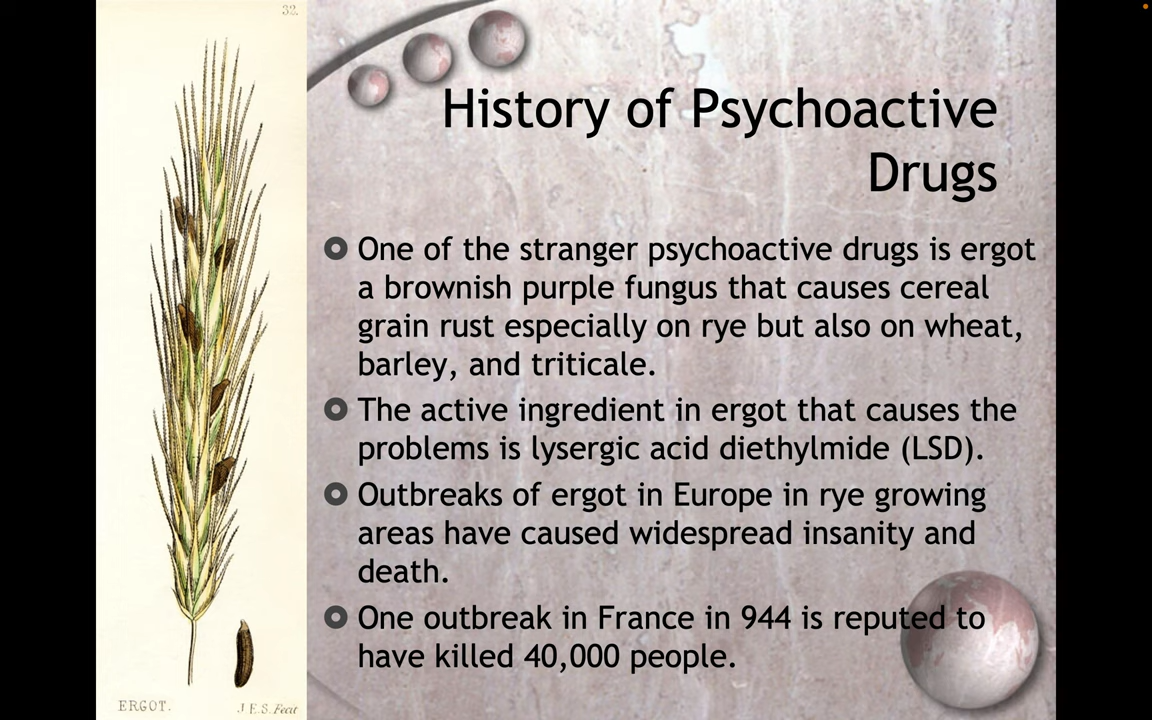 32.
History of Psychoactive
Drugs
One of the stranger psychoactive drugs is ergot
a brownish purple fungus that causes cereal
grain rust especially on rye but also on wheat,
barley, and triticale.
The active ingredient in ergot that causes the
problems is lysergic acid diethylmide (LSD).
Outbreaks of ergot in Europe in rye growing
areas have caused widespread insanity and
death.
One outbreak in France in 944 is reputed to
have killed 40,000 people.
ERGOT.
J.E.S. Fecit